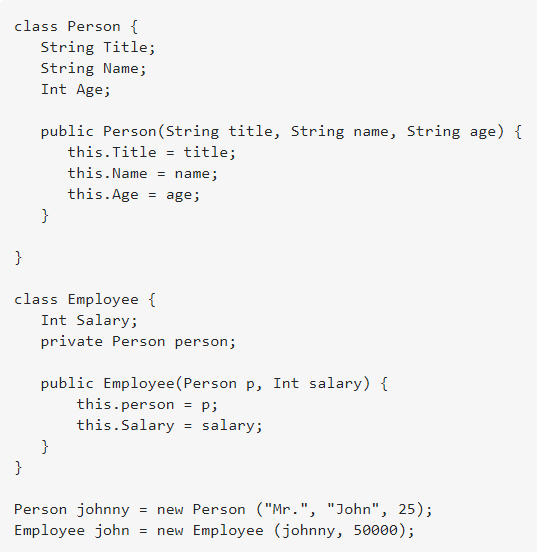 class Person {
   String Title;
   String Name;
   Int Age;

   public Person(String title, String name, String age) {
      this.Title = title;
      this.Name = name;
      this.Age = age;
   }

}

class Employee {
   Int Salary;
   private Person person;

   public Employee(Person p, Int salary) {
       this.person = p;
       this.Salary = salary;
   }
}

Person johnny = new Person ("Mr.", "John", 25);
Employee john = new Employee (johnny, 50000);